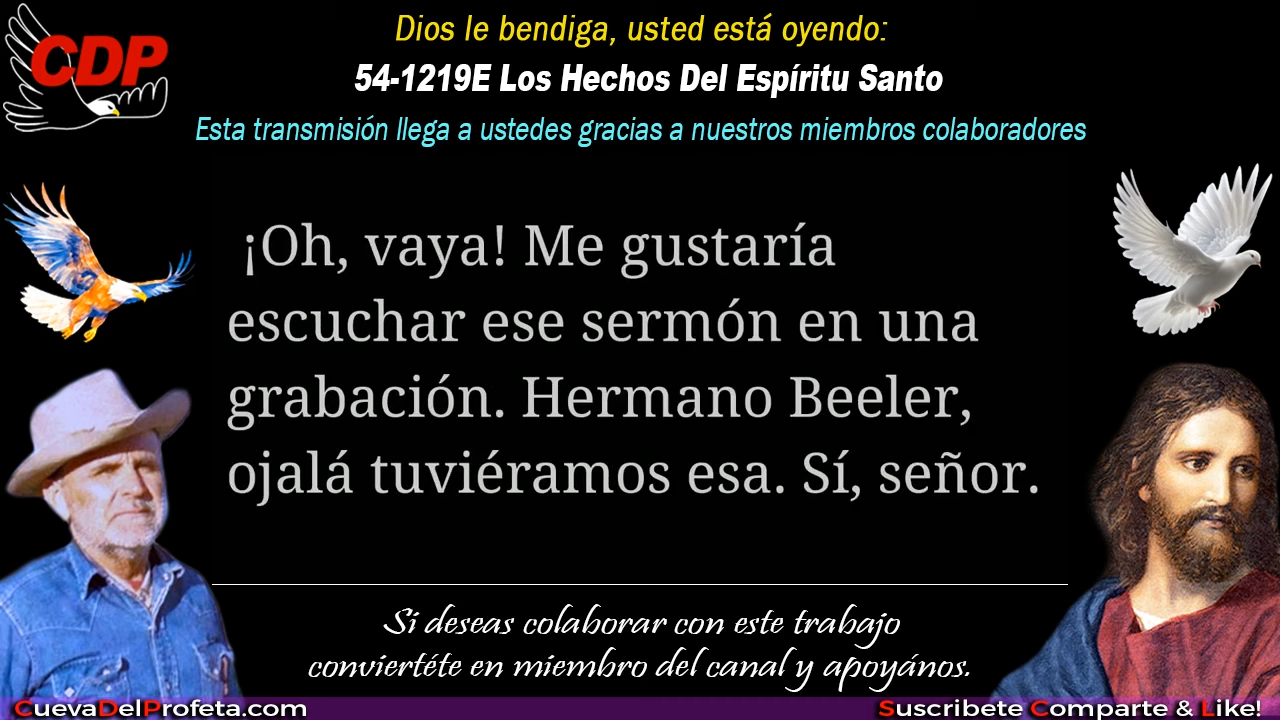 CDP
Dios le bendiga, usted está oyendo:
54-1219E Los Hechos Del Espíritu Santo
Esta transmisión llega a ustedes gracias a nuestros miembros colaboradores
¡Oh, vaya! Me gustaría
escuchar ese sermón en una
grabación. Hermano Beeler,
ojalá tuviéramos esa. Sí, señor.
Si deseas colaborar con este trabajo
conviertéte en miembro del canal y apoyános.
CuevaDelProfeta.com
Suscribete Comparte & Like!